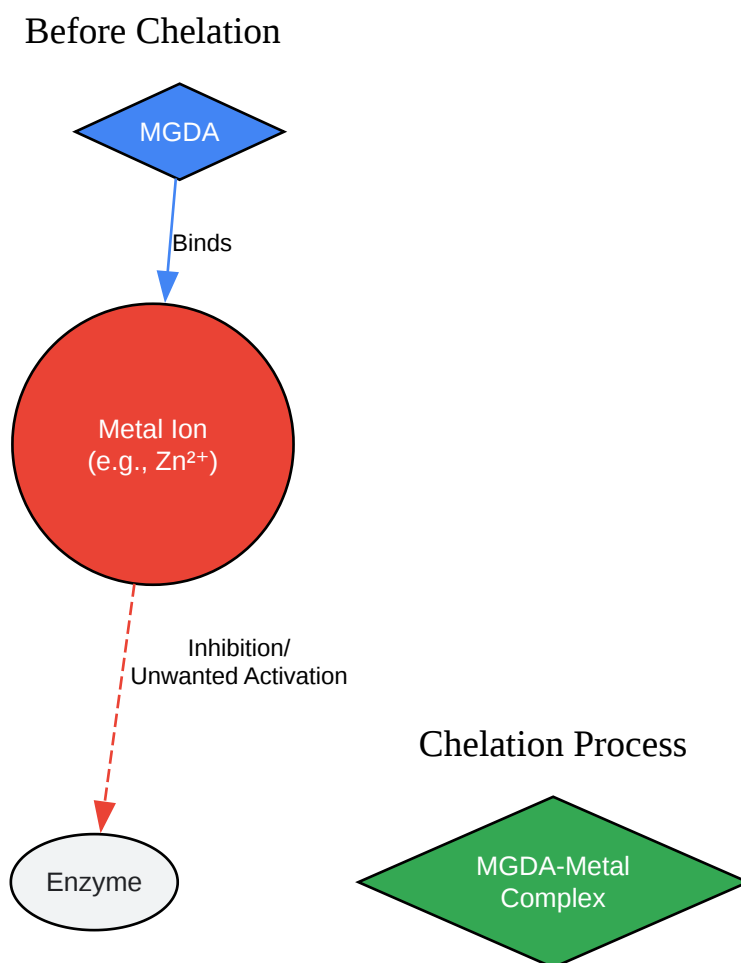 Before Chelation
MGDA
Binds
Metal Ion
(e.g., Zn²⁺)
Inhibition/
Unwanted Activation
Enzyme
Chelation Process
MGDA-Metal
Complex